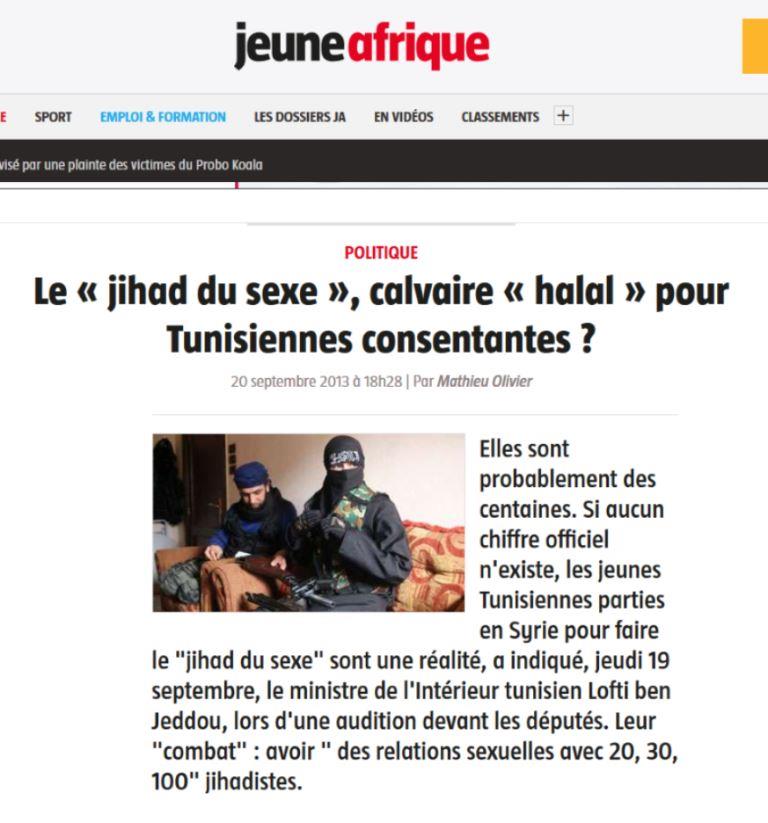 jeuneafrique
E SPORT EMPLOI & FORMATION LES DOSSIERS JA EN VIDÉOS CLASSEMENTS +
visé par une plainte des victimes du Probo Koala
POLITIQUE
Le « jihad du sexe », calvaire « halal » pour
Tunisiennes consentantes ?
20 septembre 2013 à 18h28 | Par Mathieu Olivier
Elles sont
probablement des
centaines. Si aucun
chiffre officiel
n'existe, les jeunes
Tunisiennes parties
en Syrie pour faire
le "jihad du sexe" sont une réalité, a indiqué, jeudi 19
septembre, le ministre de l'Intérieur tunisien Lofti ben
Jeddou, lors d'une audition devant les députés. Leur
"combat" : avoir " des relations sexuelles avec 20, 30,
100" jihadistes.